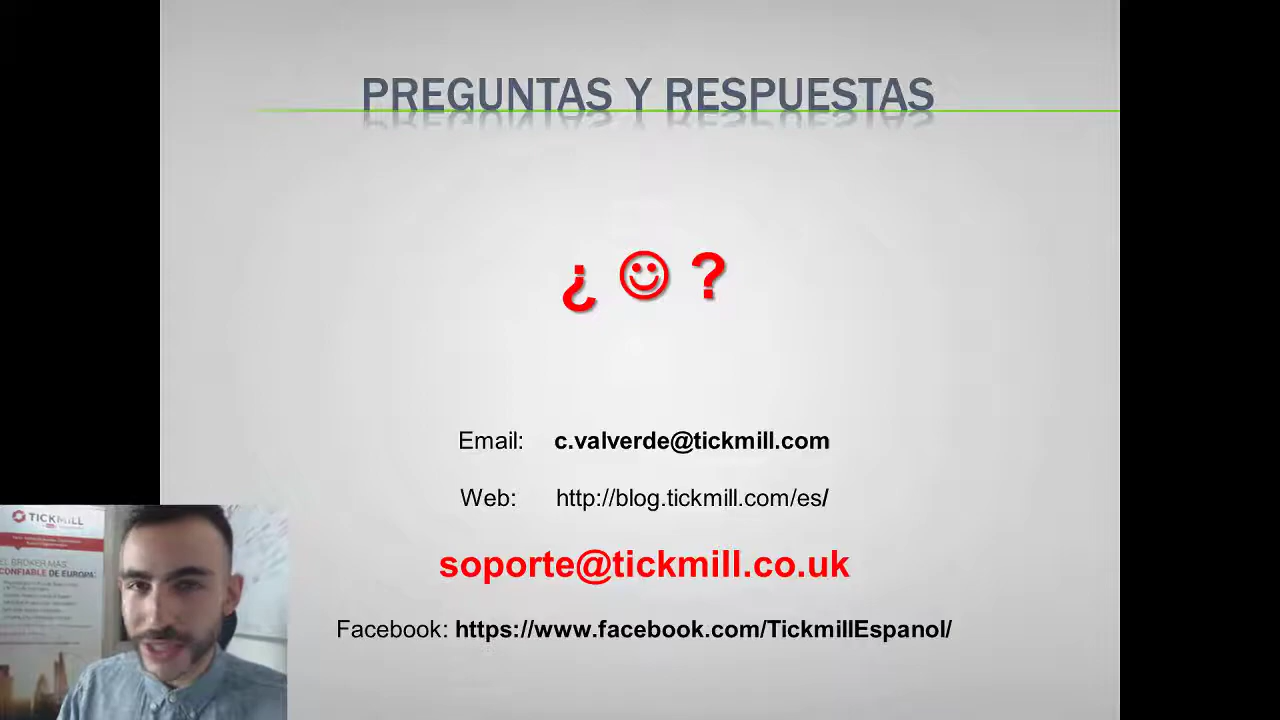 PREGUNTAS Y RESPUESTAS
¿ ☺ ?
Email: c.valverde@tickmill.com
Web: http://blog.tickmill.com/es/
soporte@tickmill.co.uk
Facebook: https://www.facebook.com/TickmillEspanol/
TICKMILL
EL BROKER MÁS
CONFIABLE DE EUROPA